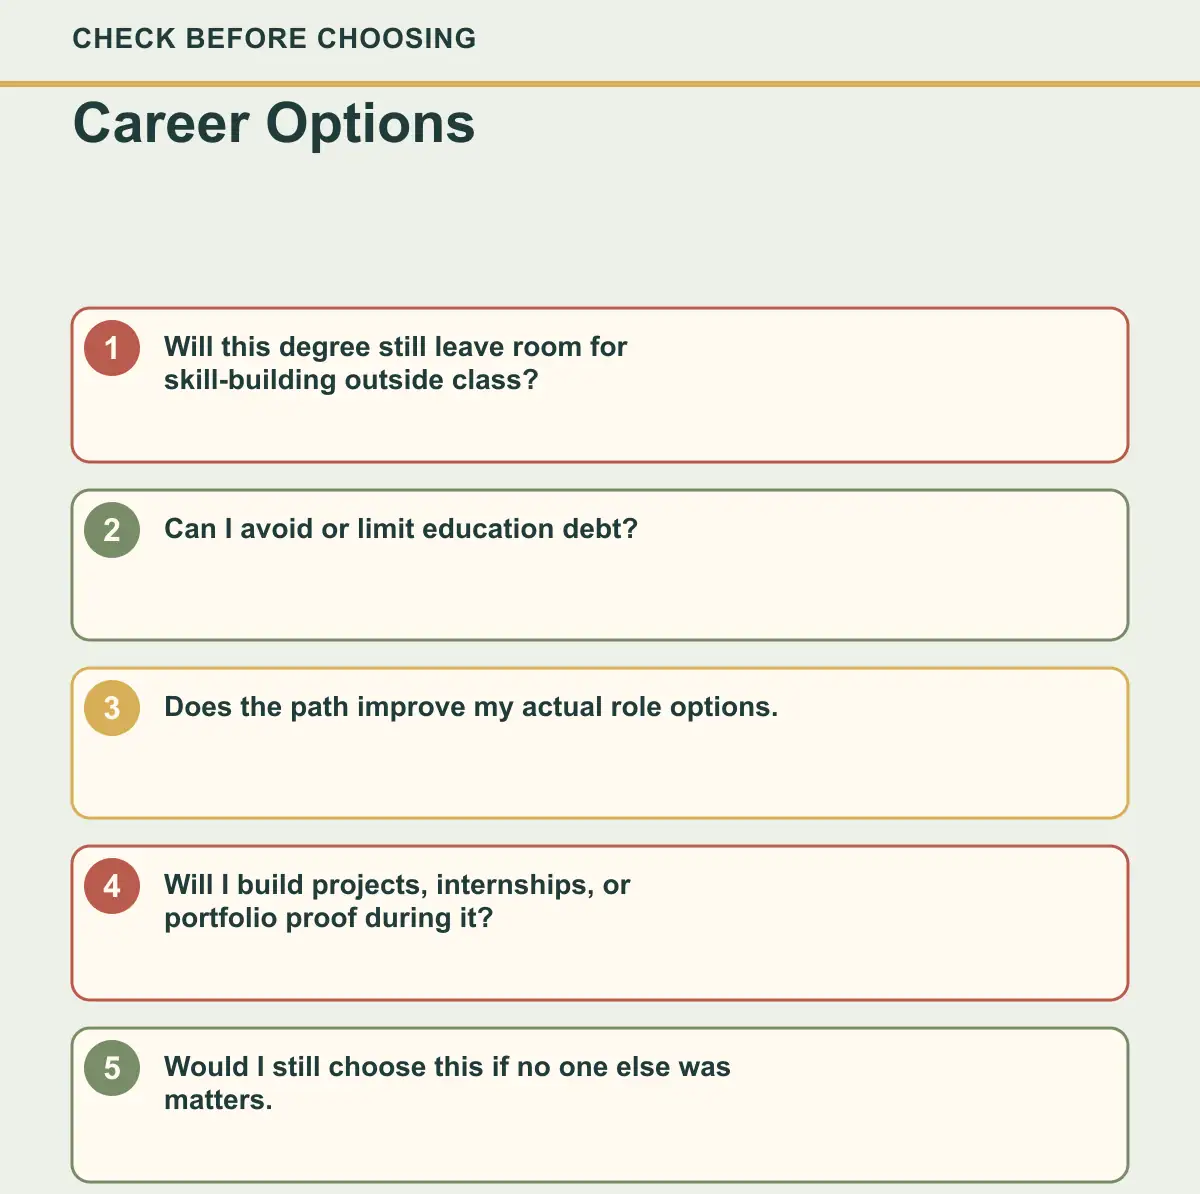 CHECK BEFORE CHOOSING
Career Options
1
Will this degree still leave room for
skill-building outside class?
2
Can I avoid or limit education debt?
3
Does the path improve my actual role options.
4
Will I build projects, internships, or
portfolio proof during it?
5
Would I still choose this if no one else was
matters.